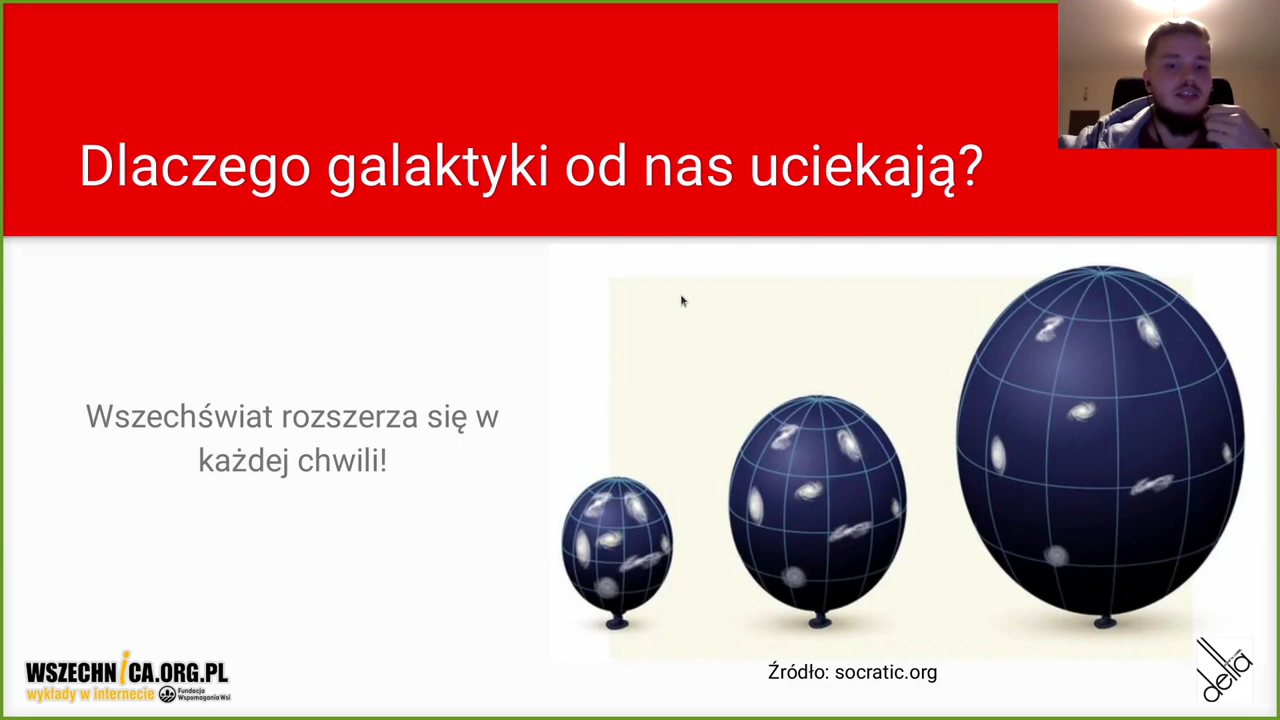 Dlaczego galaktyki od nas uciekają?
Wszechświat rozszerza się w
każdej chwili!
Źródło: socratic.org
WSZECHNiCA.ORG.PL
wykłady w internecie
Fundacja
Wspomagania Wsi
delta